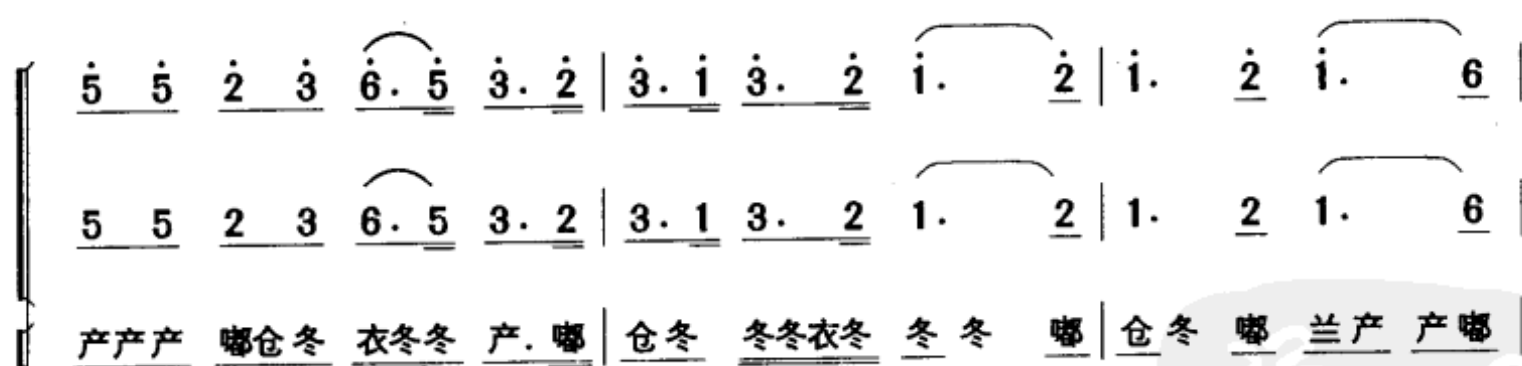 5̇ 5̇ 2̇ 3̇ 6̇. 5̇ 3̇. 2̇ | 3̇. 1̇ 3̇. 2̇ 1̇. 2̇ | 1̇. 2̇ 1̇. 6 |
5 5 2 3 6. 5 3. 2 | 3. 1 3. 2 1. 2 | 1. 2 1. 6 |
产产产 嘟仓冬 衣冬冬 产. 嘟 | 仓冬 冬冬衣冬 冬冬 嘟 | 仓冬 嘟 兰产 产嘟